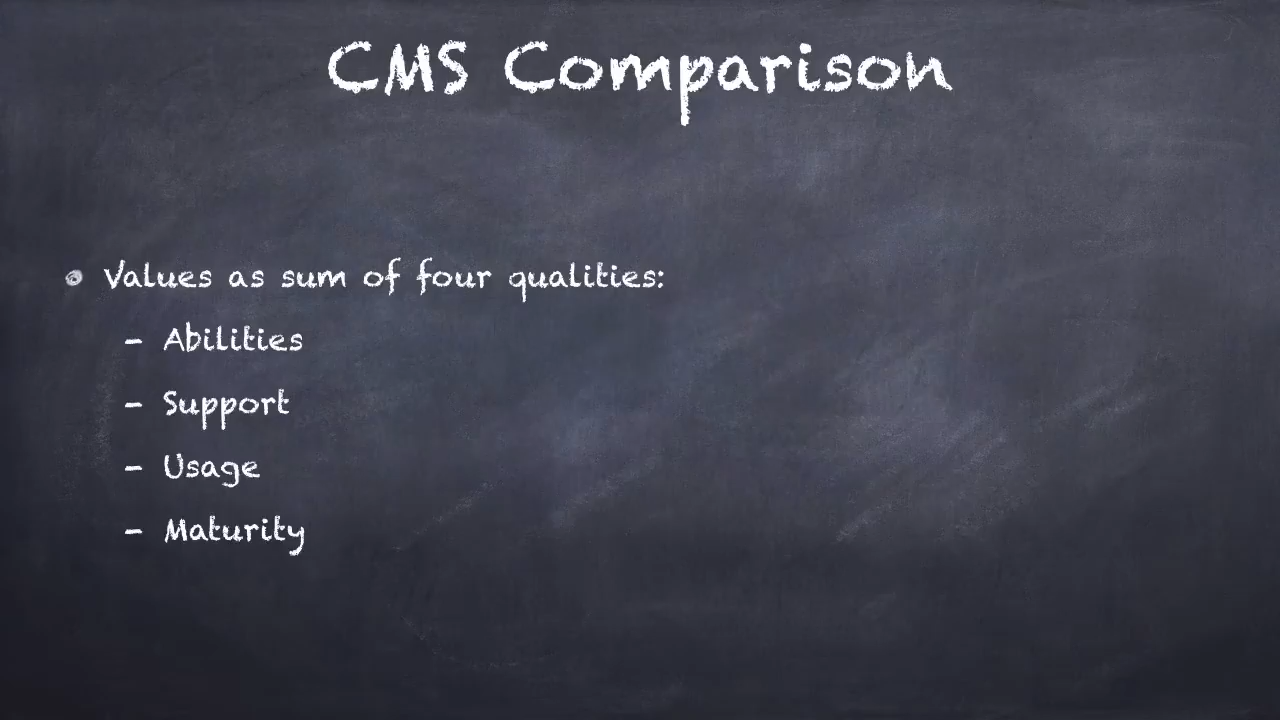 CMS Comparison
Values as sum of four qualities:
- Abilities
- Support
- Usage
- Maturity